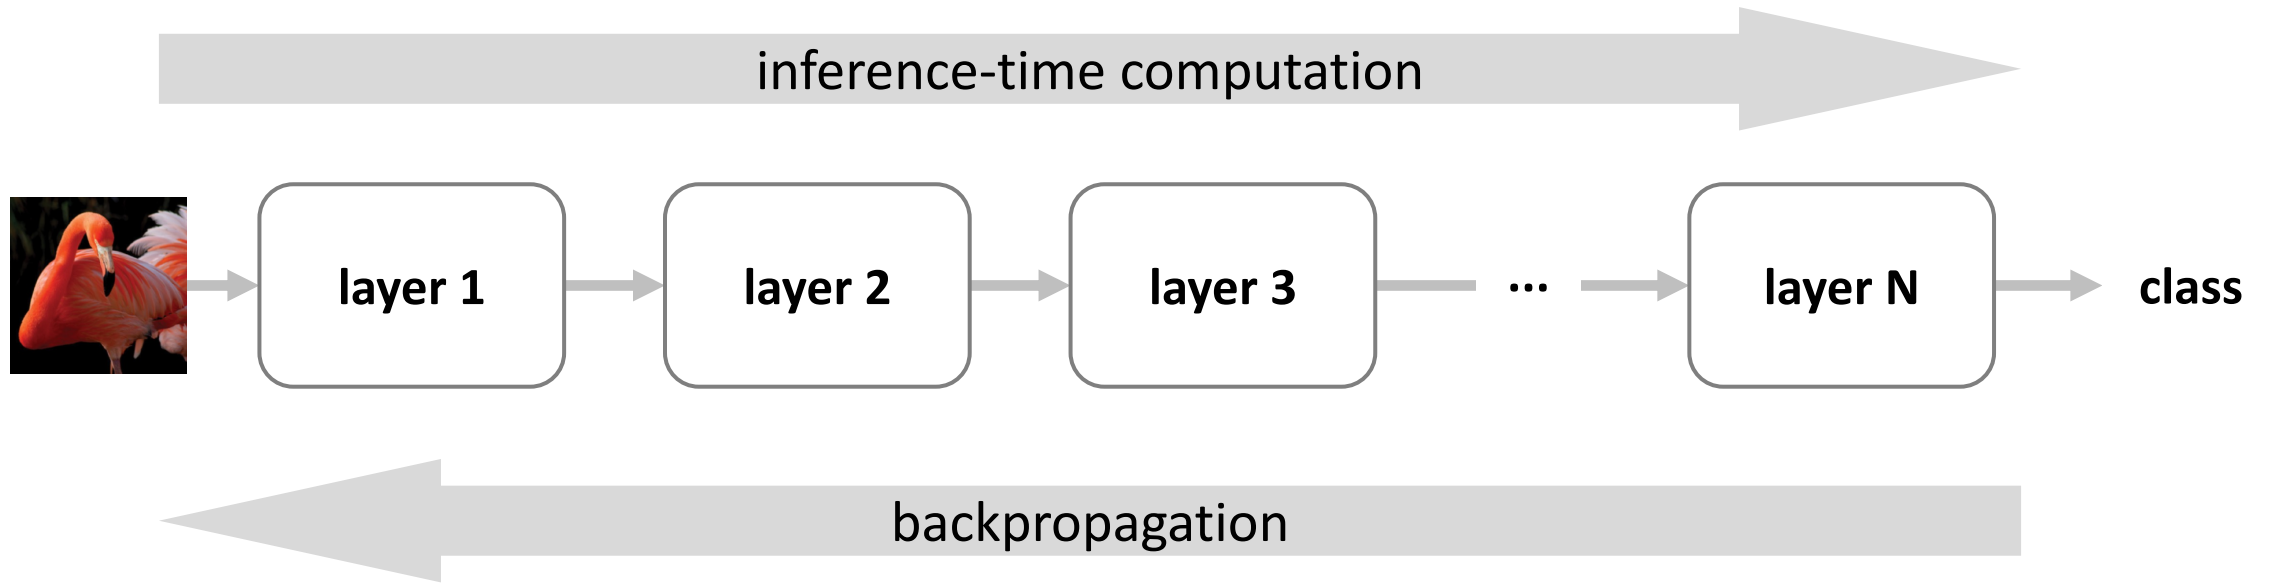 inference-time computation
layer 1
layer 2
layer 3
...
layer N
class
backpropagation